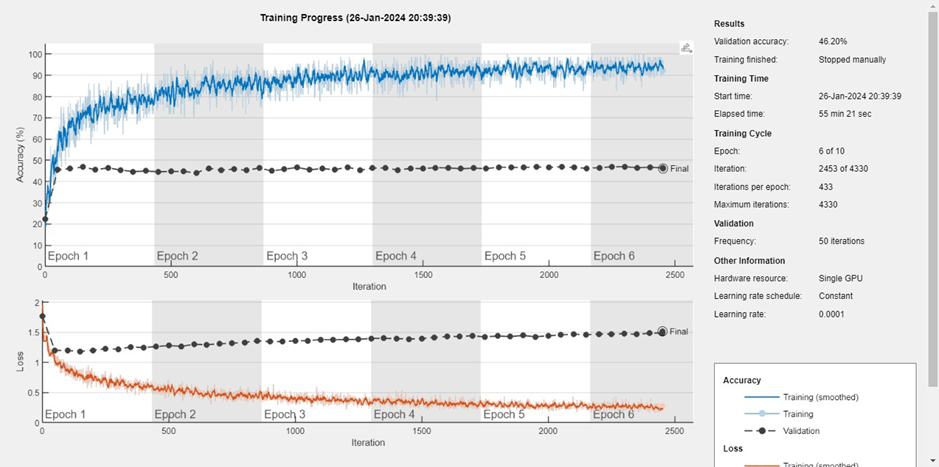 Training Progress (26-Jan-2024 20:39:39)
Accuracy (%)
100
90
80
70
60
50
40
30
20
10
0
Final
Epoch 1
Epoch 2
Epoch 3
Epoch 4
Epoch 5
Epoch 6
0
500
1000
1500
2000
2500
Iteration
Loss
2
1.5
1
0.5
0
Final
Epoch 1
Epoch 2
Epoch 3
Epoch 4
Epoch 5
Epoch 6
0
500
1000
1500
2000
2500
Iteration
Results
Validation accuracy: 46.20%
Training finished: Stopped manually
Training Time
Start time: 26-Jan-2024 20:39:39
Elapsed time: 55 min 21 sec
Training Cycle
Epoch: 6 of 10
Iteration: 2453 of 4330
Iterations per epoch: 433
Maximum iterations: 4330
Validation
Frequency: 50 iterations
Other Information
Hardware resource: Single GPU
Learning rate schedule: Constant
Learning rate: 0.0001
Accuracy
Training (smoothed)
Training
Validation
Loss
Training (smoothed)